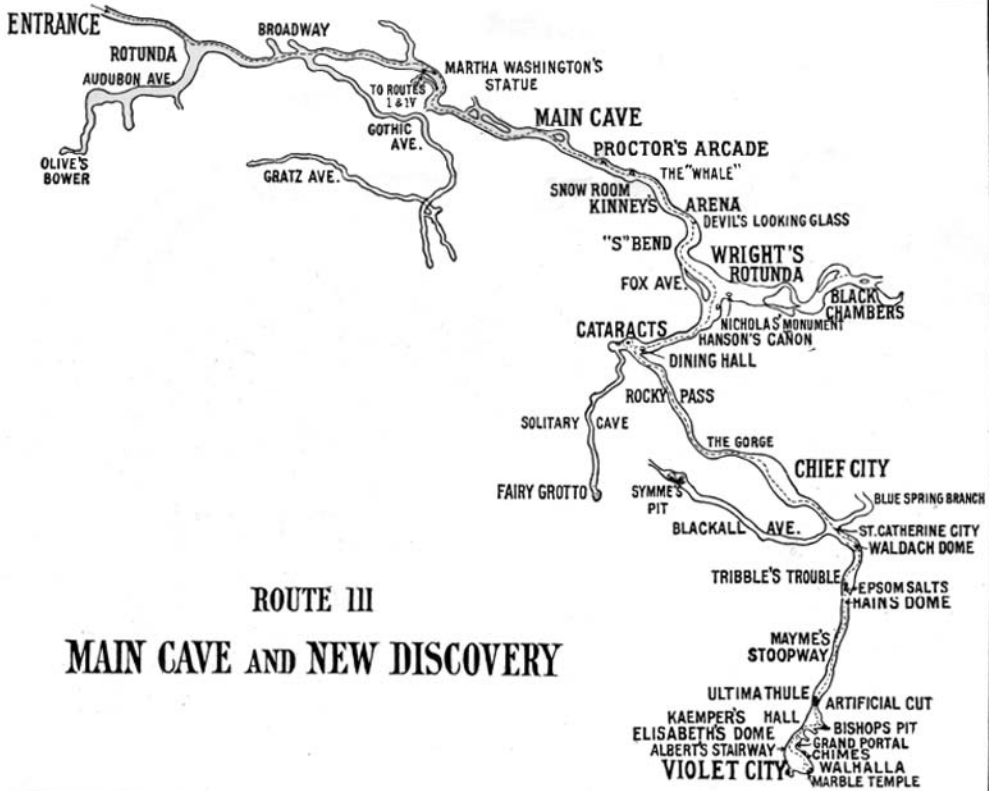 ENTRANCE
BROADWAY
ROTUNDA
AUDUBON AVE.
MARTHA WASHINGTON'S
STATUE
TO ROUTES
I & IV
GOTHIC
AVE.
OLIVE'S
BOWER
GRATZ AVE.
MAIN CAVE
PROCTOR'S ARCADE
THE "WHALE"
SNOW ROOM
KINNEY'S ARENA
DEVIL'S LOOKING GLASS
"S" BEND
WRIGHT'S
ROTUNDA
FOX AVE.
BLACK
CHAMBERS
NICHOLAS' MONUMENT
HANSON'S CAÑON
CATARACTS
DINING HALL
ROCKY PASS
SOLITARY CAVE
THE GORGE
CHIEF CITY
FAIRY GROTTO
SYMME'S
PIT
BLUE SPRING BRANCH
BLACKALL AVE.
ST. CATHERINE CITY
WALDACH DOME
TRIBBLE'S TROUBLE
EPSOM SALTS
HAINS DOME
ROUTE III
MAIN CAVE AND NEW DISCOVERY
MAYME'S
STOOPWAY
ULTIMA THULE
ARTIFICIAL CUT
KAEMPER'S HALL
BISHOPS PIT
ELISABETH'S DOME
GRAND PORTAL
ALBERT'S STAIRWAY
CHIMES
VIOLET CITY
WALHALLA
MARBLE TEMPLE